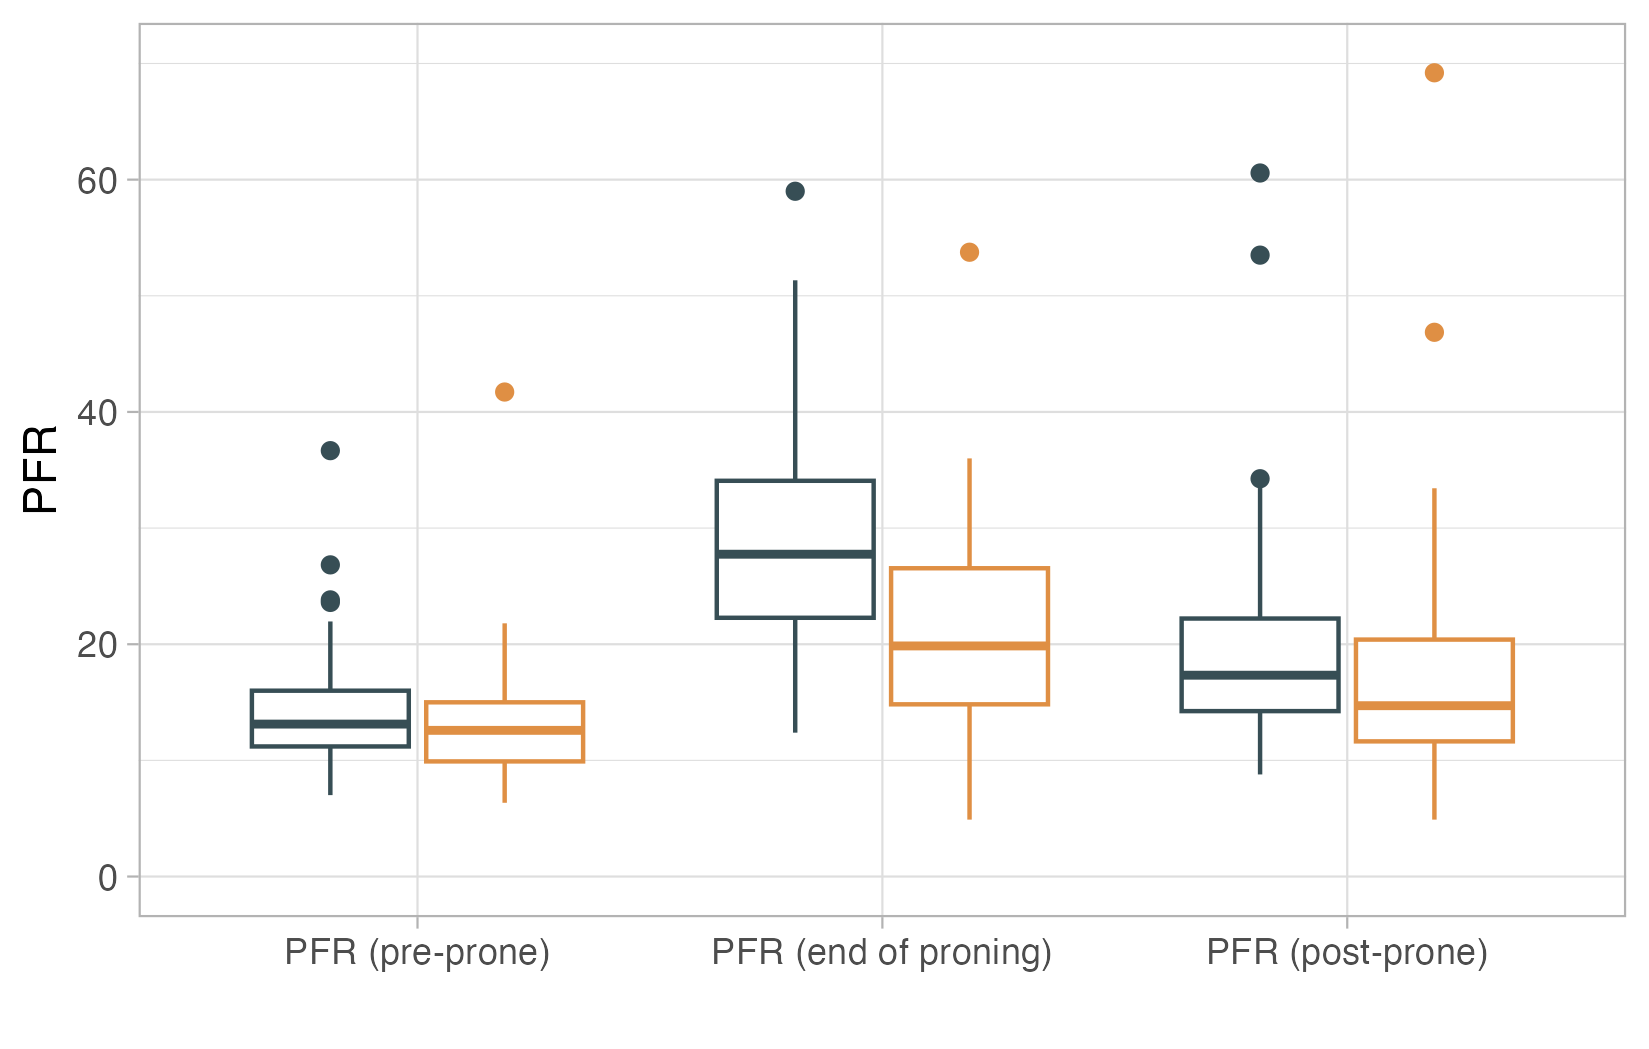 60
40
20
0
PFR
PFR (pre-prone)
PFR (end of proning)
PFR (post-prone)